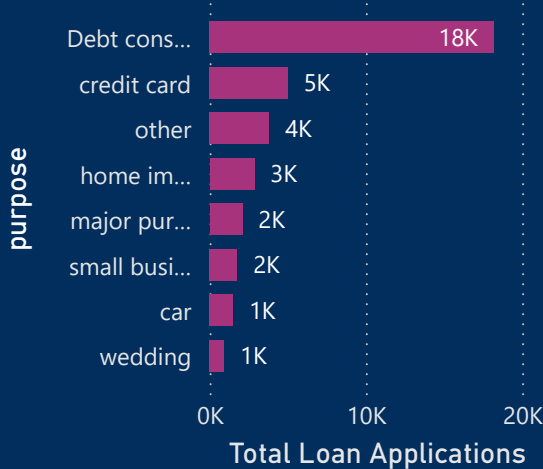 purpose
Debt cons... 18K
credit card 5K
other 4K
home im... 3K
major pur... 2K
small busi... 2K
car 1K
wedding 1K
0K 10K 20K
Total Loan Applications